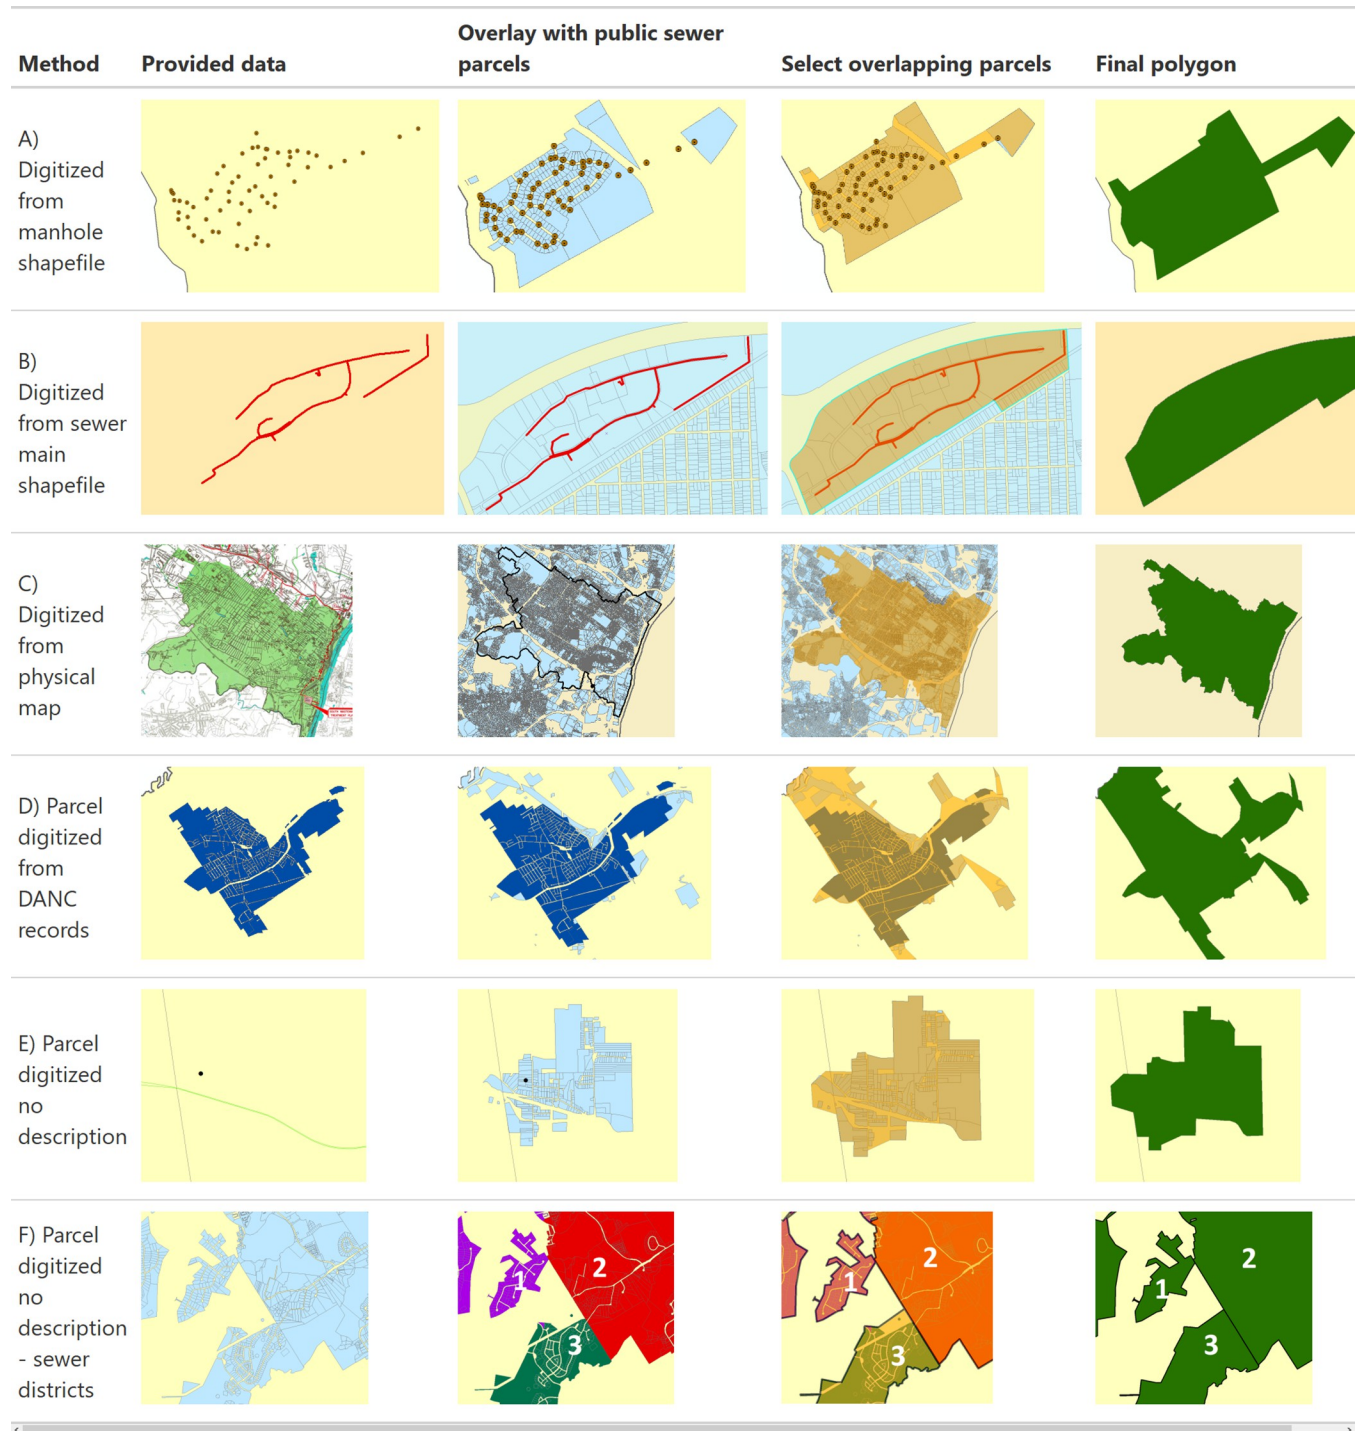 Method Provided data Overlay with public sewer parcels Select overlapping parcels Final polygon
A)
Digitized
from
manhole
shapefile
B)
Digitized
from sewer
main
shapefile
C)
Digitized
from
physical
map
D) Parcel
digitized
from
DANC
records
E) Parcel
digitized
no
description
F) Parcel
digitized
no
description
- sewer
districts
1 2 3
1 2 3
1 2 3